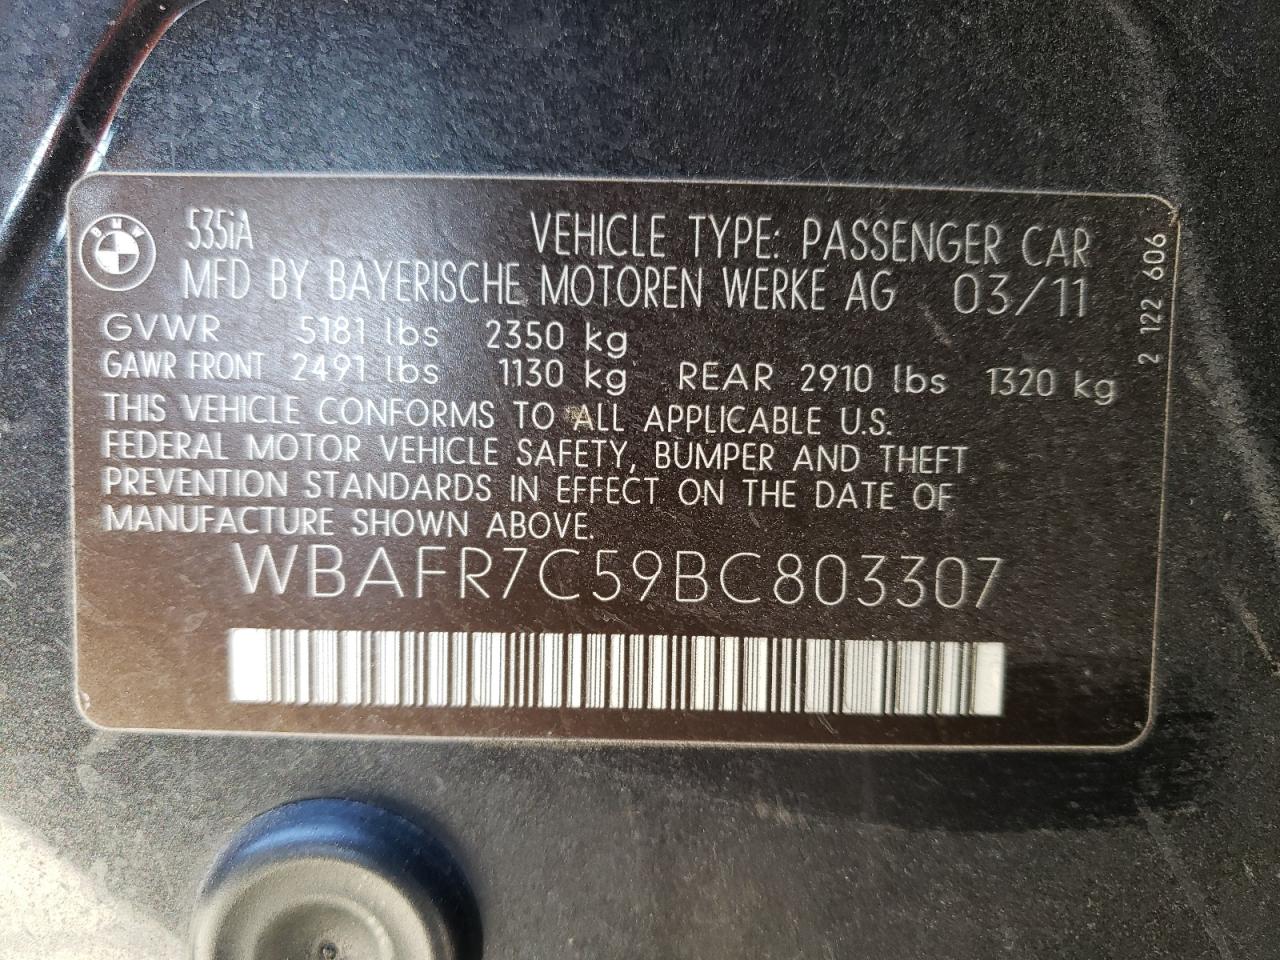 BMW
535iA VEHICLE TYPE: PASSENGER CAR
MFD BY BAYERISCHE MOTOREN WERKE AG 03/11
GVWR 5181 lbs 2350 kg
GAWR FRONT 2491 lbs 1130 kg REAR 2910 lbs 1320 kg
THIS VEHICLE CONFORMS TO ALL APPLICABLE U.S.
FEDERAL MOTOR VEHICLE SAFETY, BUMPER AND THEFT
PREVENTION STANDARDS IN EFFECT ON THE DATE OF
MANUFACTURE SHOWN ABOVE.
WBAFR7C59BC803307
2 122 606